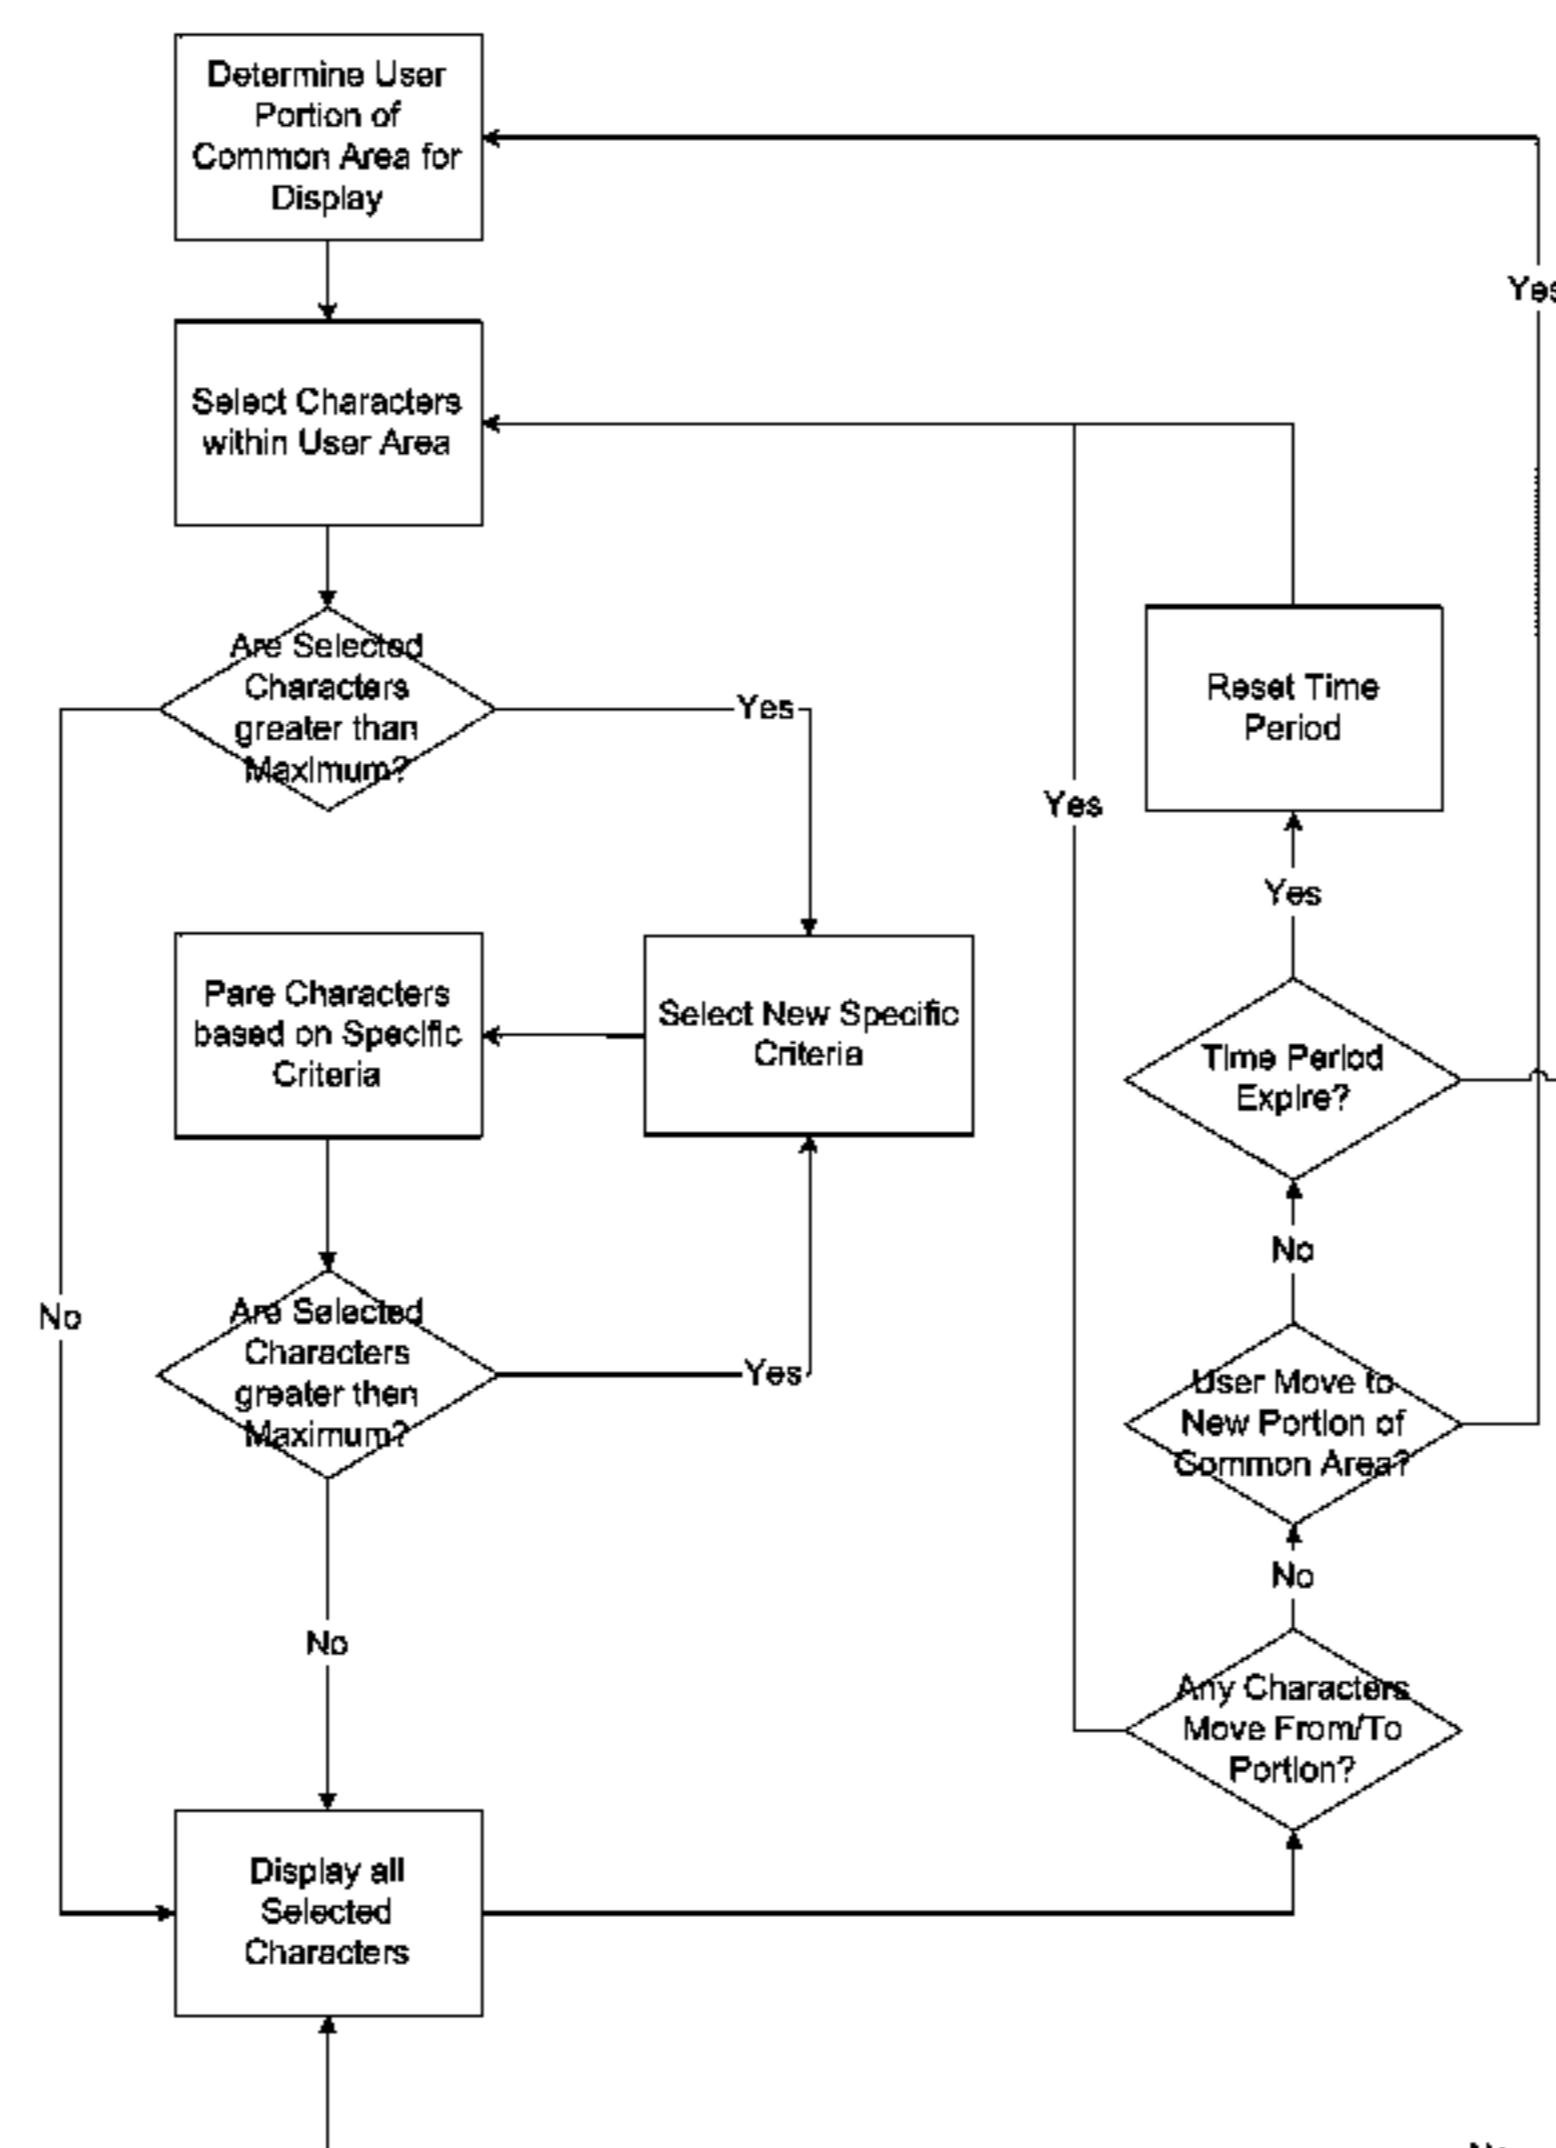 Determine User
Portion of
Common Area for
Display
Yes
Select Characters
within User Area
Are Selected
Characters
greater than
Maximum?
Yes
Reset Time
Period
Yes
Yes
Pare Characters
based on Specific
Criteria
Select New Specific
Criteria
Time Period
Expire?
No
No
Are Selected
Characters
greater then
Maximum?
Yes
User Move to
New Portion of
Common Area?
No
No
Any Characters
Move From/To
Portion?
Display all
Selected
Characters